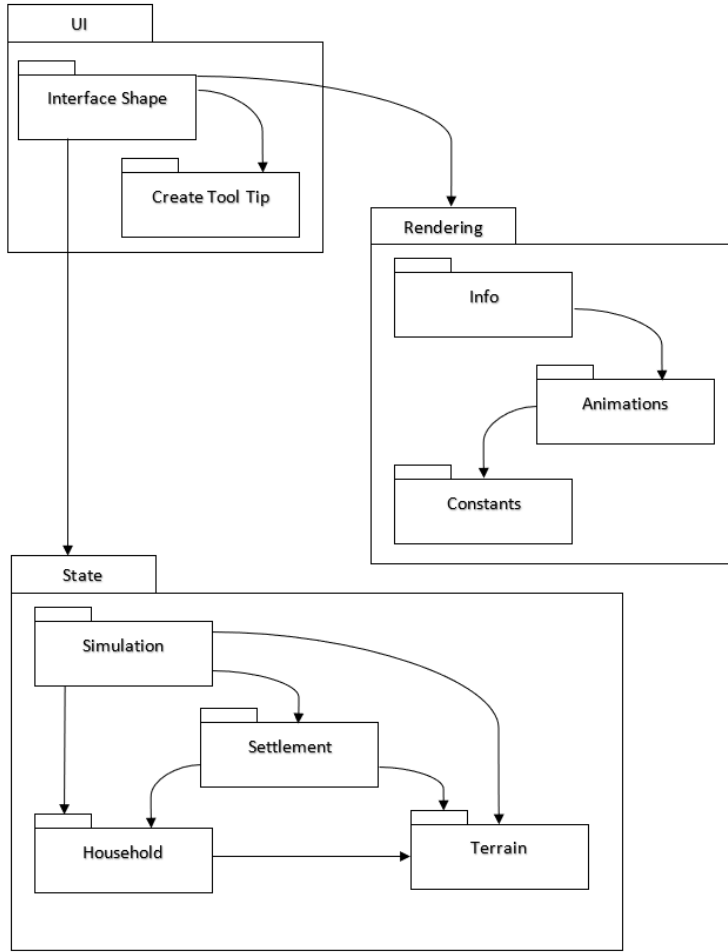 UI
Interface Shape
Create Tool Tip
Rendering
Info
Animations
Constants
State
Simulation
Settlement
Household
Terrain